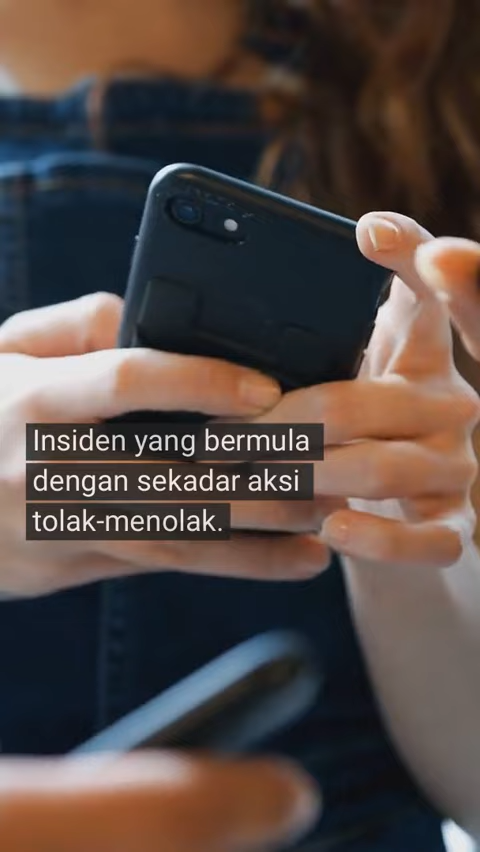 Insiden yang bermula
dengan sekadar aksi
tolak-menolak.